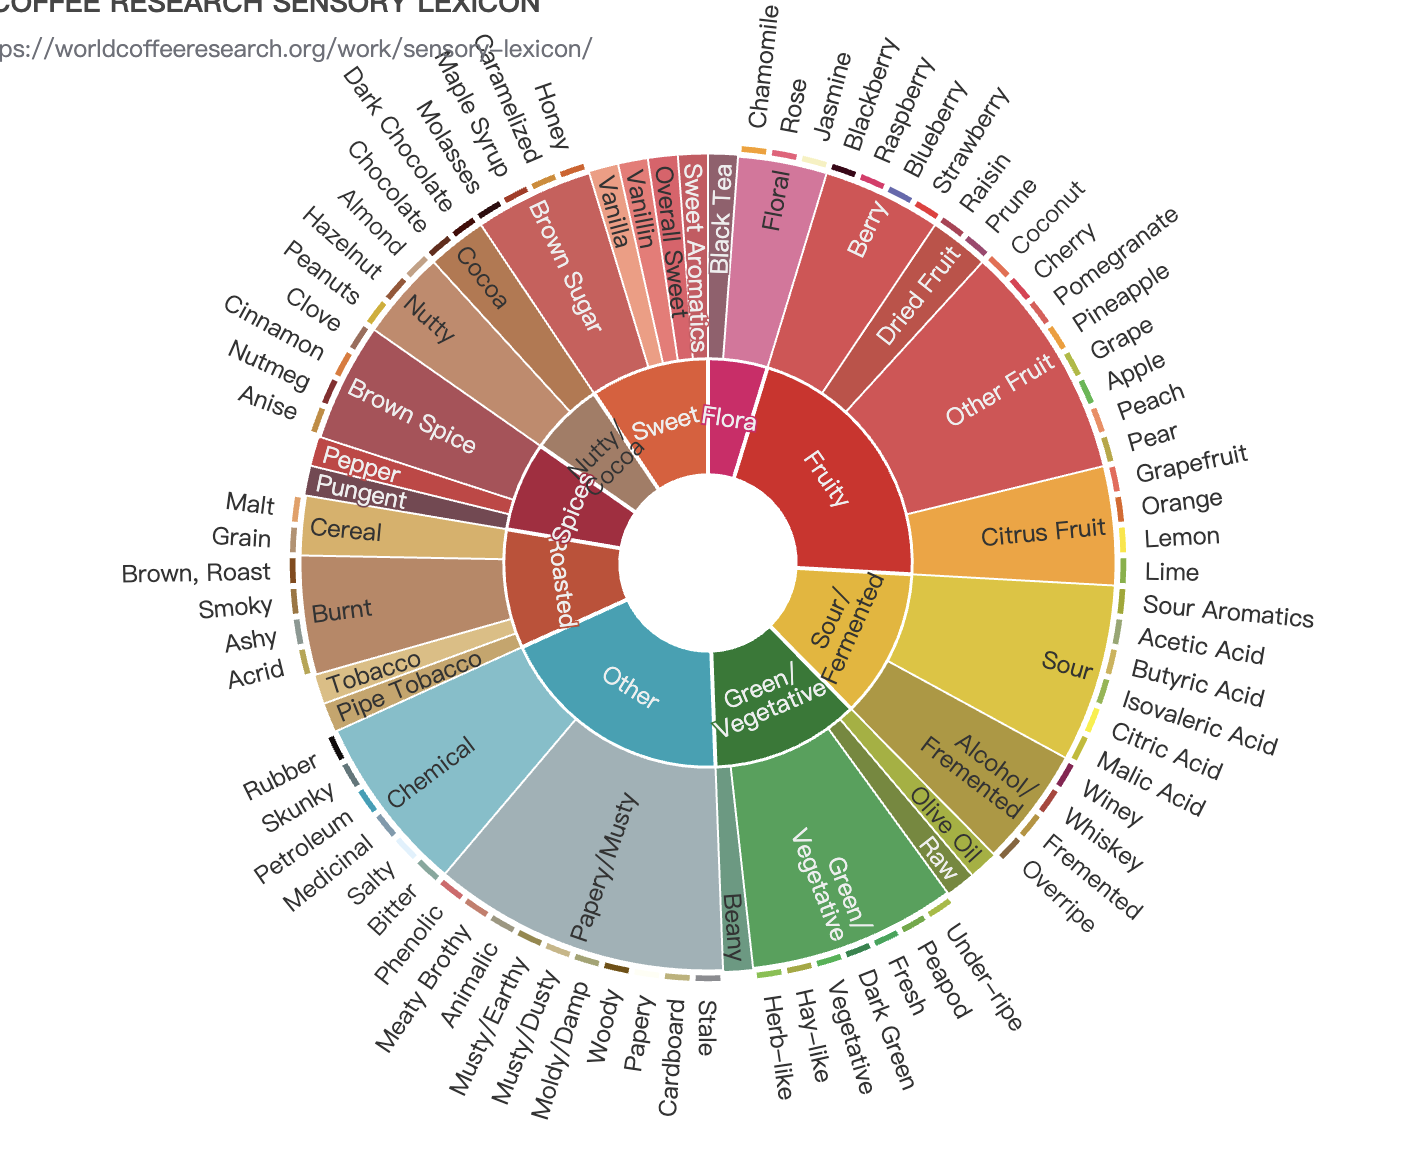 COFFEE RESEARCH SENSORY LEXICON
ps://worldcoffeeresearch.org/work/sensory-lexicon/
Flora
Black Tea
Floral
Chamomile
Rose
Jasmine
Fruity
Berry
Blackberry
Raspberry
Blueberry
Strawberry
Dried Fruit
Raisin
Prune
Other Fruit
Coconut
Cherry
Pomegranate
Pineapple
Grape
Apple
Peach
Pear
Citrus Fruit
Grapefruit
Orange
Lemon
Lime
Sour/
Fermented
Sour
Sour Aromatics
Acetic Acid
Butyric Acid
Isovaleric Acid
Citric Acid
Malic Acid
Alcohol/
Fremented
Winey
Whiskey
Fremented
Overripe
Green/
Vegetative
Olive Oil
Raw
Green/
Vegetative
Under-ripe
Peapod
Fresh
Dark Green
Vegetative
Hay-like
Herb-like
Beany
Other
Papery/Musty
Stale
Cardboard
Papery
Woody
Moldy/Damp
Musty/Dusty
Musty/Earthy
Animalic
Meaty Brothy
Phenolic
Chemical
Bitter
Salty
Medicinal
Petroleum
Skunky
Rubber
Roasted
Pipe Tobacco
Tobacco
Burnt
Acrid
Ashy
Smoky
Brown, Roast
Cereal
Grain
Malt
Spices
Pungent
Pepper
Brown Spice
Anise
Nutmeg
Cinnamon
Clove
Nutty/
Cocoa
Nutty
Peanuts
Hazelnut
Almond
Cocoa
Chocolate
Dark Chocolate
Sweet
Brown Sugar
Molasses
Maple Syrup
Caramelized
Honey
Vanilla
Vanillin
Overall Sweet
Sweet Aromatics